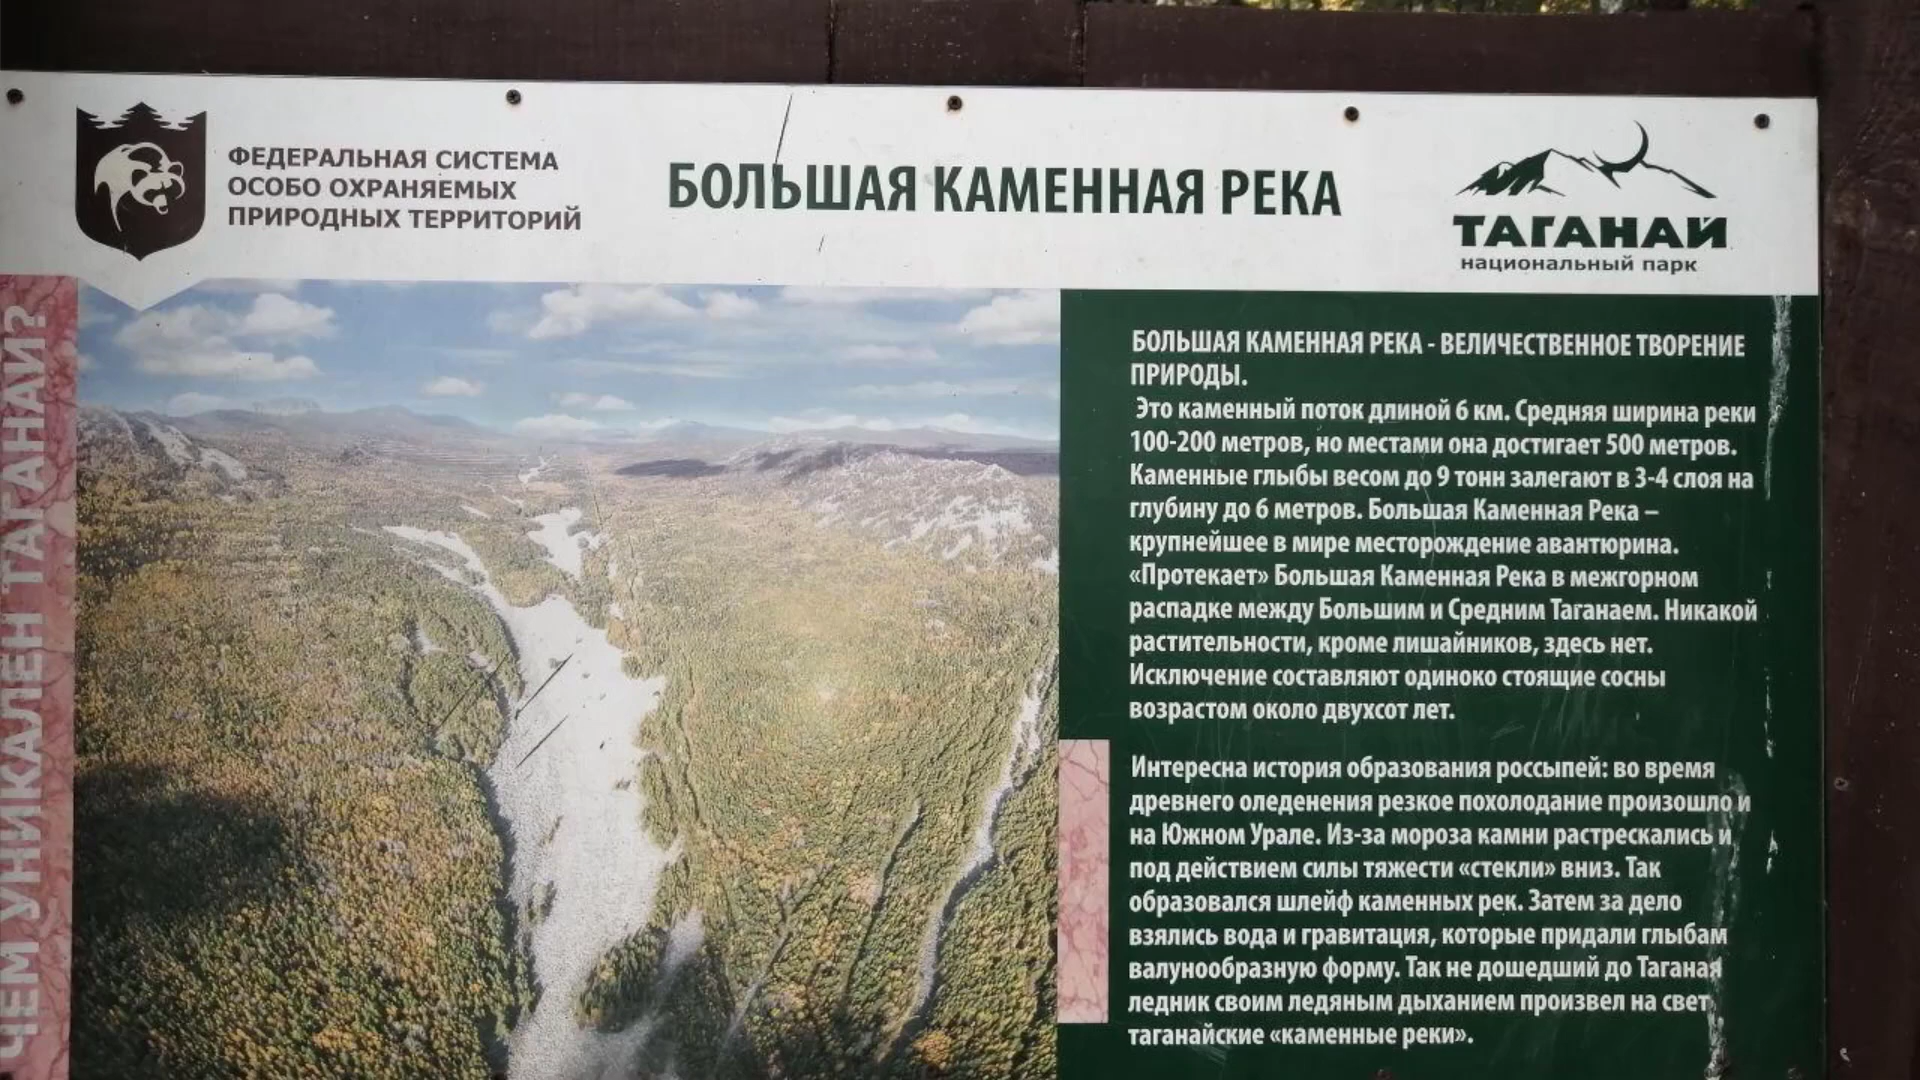 ФЕДЕРАЛЬНАЯ СИСТЕМА
ОСОБО ОХРАНЯЕМЫХ
ПРИРОДНЫХ ТЕРРИТОРИЙ
БОЛЬШАЯ КАМЕННАЯ РЕКА
ТАГАНАЙ
национальный парк
ЧЕМ УНИКАЛЕН ТАГАНАЙ?
БОЛЬШАЯ КАМЕННАЯ РЕКА - ВЕЛИЧЕСТВЕННОЕ ТВОРЕНИЕ
ПРИРОДЫ.
Это каменный поток длиной 6 км. Средняя ширина реки
100-200 метров, но местами она достигает 500 метров.
Каменные глыбы весом до 9 тонн залегают в 3-4 слоя на
глубину до 6 метров. Большая Каменная Река –
крупнейшее в мире месторождение авантюрина.
«Протекает» Большая Каменная Река в межгорном
распадке между Большим и Средним Таганаем. Никакой
растительности, кроме лишайников, здесь нет.
Исключение составляют одиноко стоящие сосны
возрастом около двухсот лет.
Интересна история образования россыпей: во время
древнего оледенения резкое похолодание произошло и
на Южном Урале. Из-за мороза камни растрескались и
под действием силы тяжести «стекли» вниз. Так
образовался шлейф каменных рек. Затем за дело
взялись вода и гравитация, которые придали глыбам
валунообразную форму. Так не дошедший до Таганая
ледник своим ледяным дыханием произвел на свет
таганайские «каменные реки».